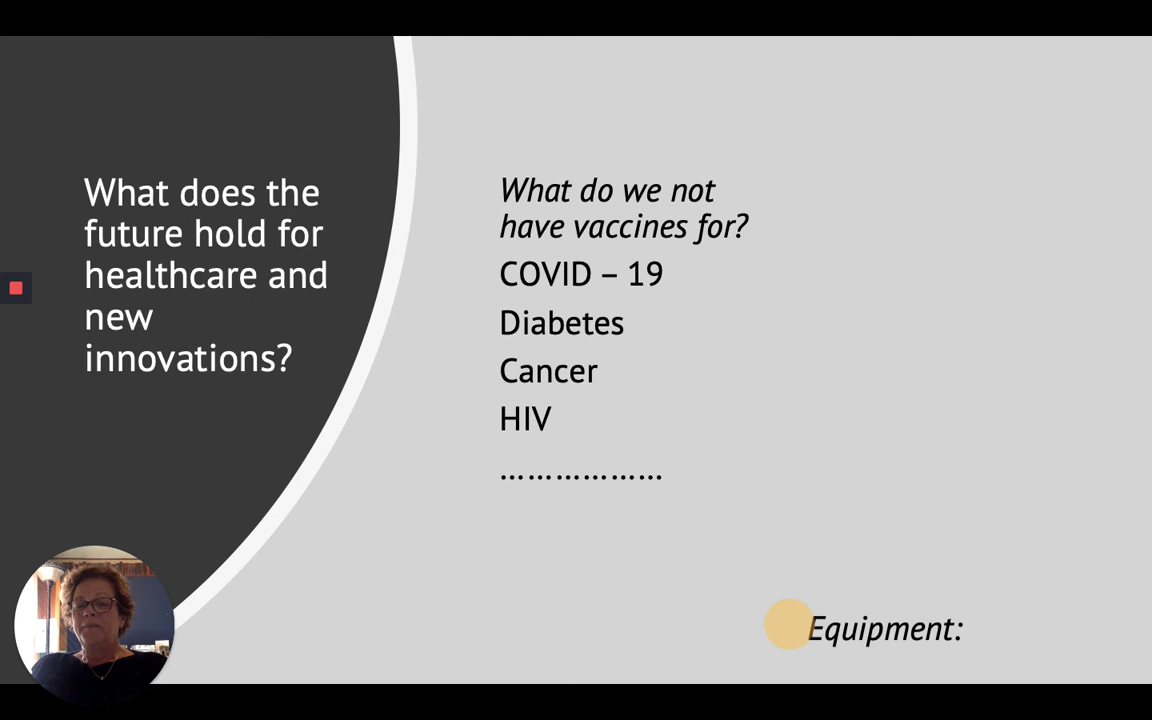 What does the
future hold for
healthcare and
new
innovations?
What do we not
have vaccines for?
COVID – 19
Diabetes
Cancer
HIV
………………
Equipment: